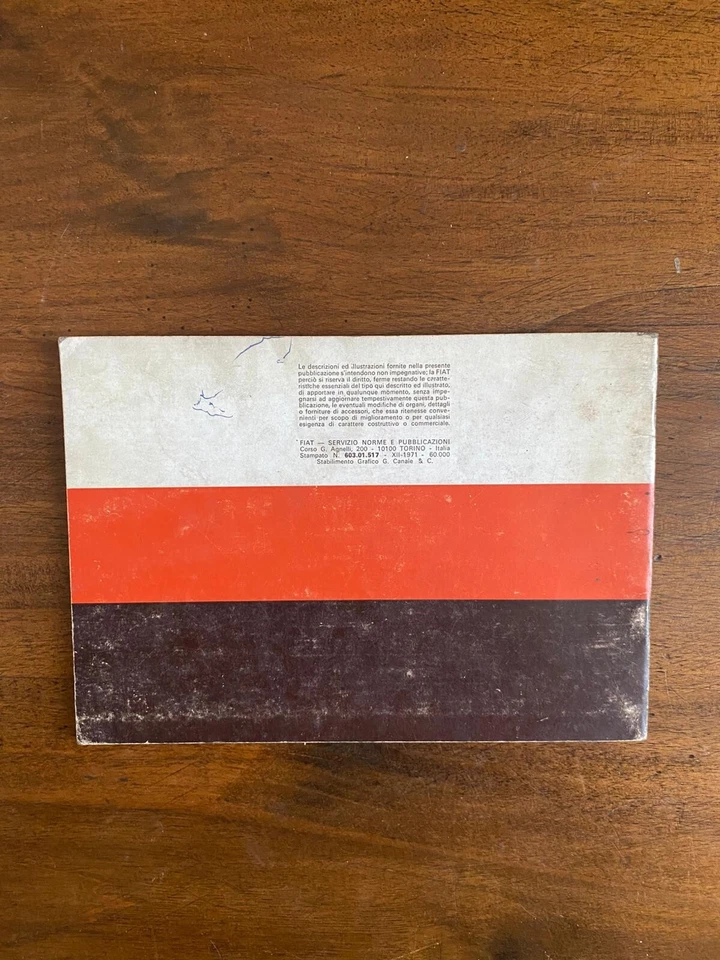 Le descrizioni ed illustrazioni fornite nella presente
pubblicazione s'intendono non impegnative; la FIAT
perciò si riserva il diritto, ferme restando le caratte-
ristiche essenziali del tipo qui descritto ed illustrato,
di apportare in qualunque momento, senza impe-
gnarsi ad aggiornare tempestivamente questa pub-
blicazione, le eventuali modifiche di organi, dettagli
o forniture di accessori, che essa ritenesse conve-
nienti per scopo di miglioramento o per qualsiasi
esigenza di carattere costruttivo o commerciale.
FIAT — SERVIZIO NORME E PUBBLICAZIONI
Corso G. Agnelli, 200 - 10100 TORINO - Italia
Stampato N. 603.01.517 - XII-1971 - 60.000
Stabilimento Grafico G. Canale S. C.